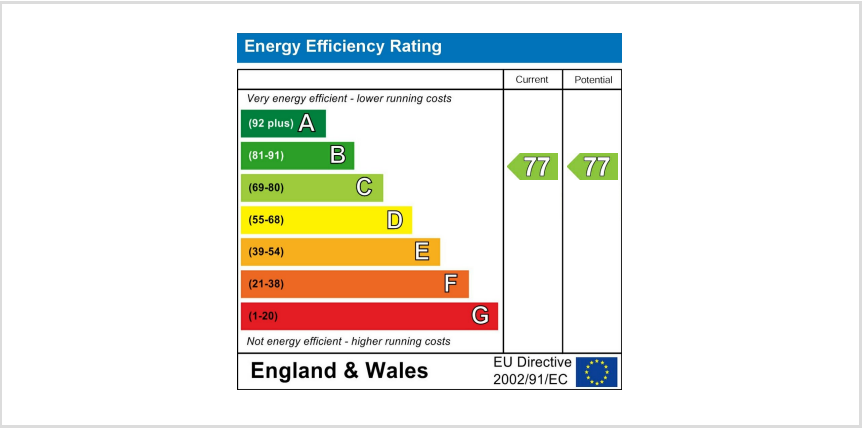 Energy Efficiency Rating
Current Potential
Very energy efficient - lower running costs
(92 plus) A
(81-91) B
77 77
(69-80) C
(55-68) D
(39-54) E
(21-38) F
(1-20) G
Not energy efficient - higher running costs
England & Wales
EU Directive
2002/91/EC